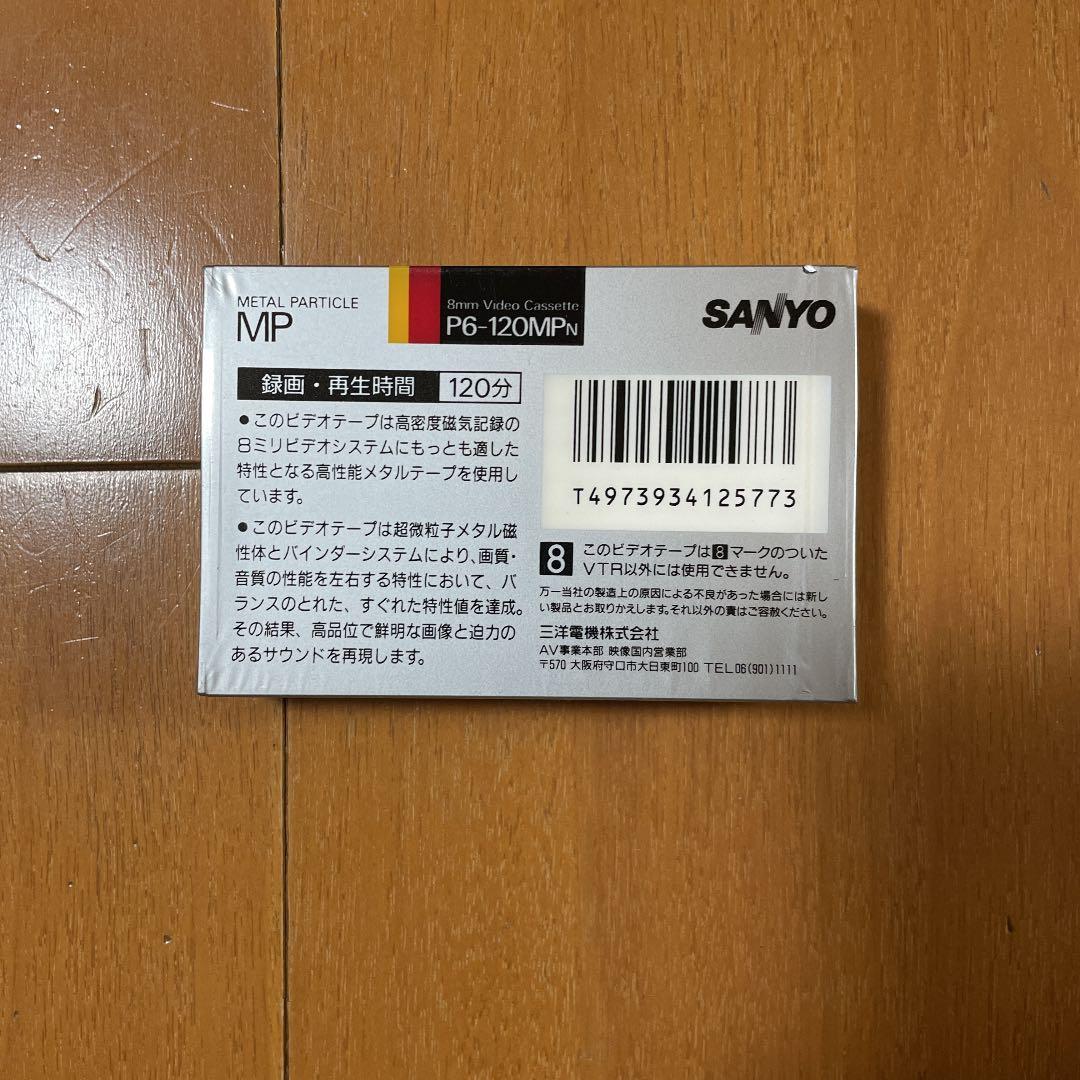 METAL PARTICLE
MP
8mm Video Cassette
P6-120MPN
SANYO
録画・再生時間 120分
●このビデオテープは高密度磁気記録の
8ミリビデオシステムにもっとも適した
特性となる高性能メタルテープを使用し
ています。
●このビデオテープは超微粒子メタル磁
性体とバインダーシステムにより、画質・
音質の性能を左右する特性において、バ
ランスのとれた、すぐれた特性値を達成。
その結果、高品位で鮮明な画像と迫力の
あるサウンドを再現します。
T4973934125773
8 このビデオテープは8マークのついた
VTR以外には使用できません。
万一当社の製造上の原因による不良があった場合には新し
い製品とお取りかえします。それ以外の責はご容赦ください。
三洋電機株式会社
AV事業本部 映像国内営業部
〒570 大阪府守口市大日東町100 TEL06(901)1111